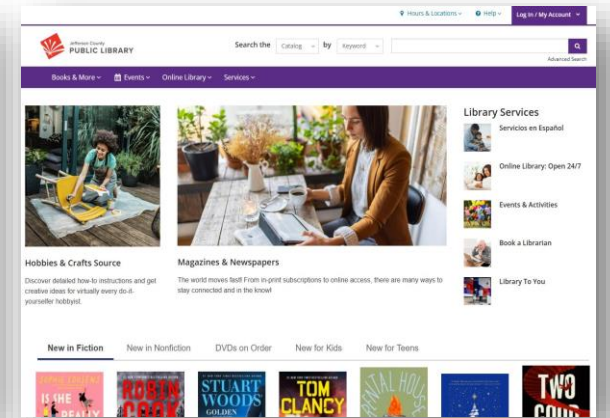 Hours & Locations
Help
Log In / My Account
Jefferson County
PUBLIC LIBRARY
Search the Catalog by Keyword
Advanced Search
Books & More
Events
Online Library
Services
Library Services
Servicios en Español
Online Library: Open 24/7
Events & Activities
Book a Librarian
Library To You
Hobbies & Crafts Source
Discover detailed how-to instructions and get
creative ideas for virtually every do-it-
yourselfer hobbyist.
Magazines & Newspapers
The world moves fast! From in-print subscriptions to online access, there are many ways to
stay connected and in the know!
New in Fiction
New in Nonfiction
DVDs on Order
New for Kids
New for Teens
IS SHE
REALLY
ROBIN
COOK
STUART
WOODS
GOLDEN
TOM
CLANCY
TWO